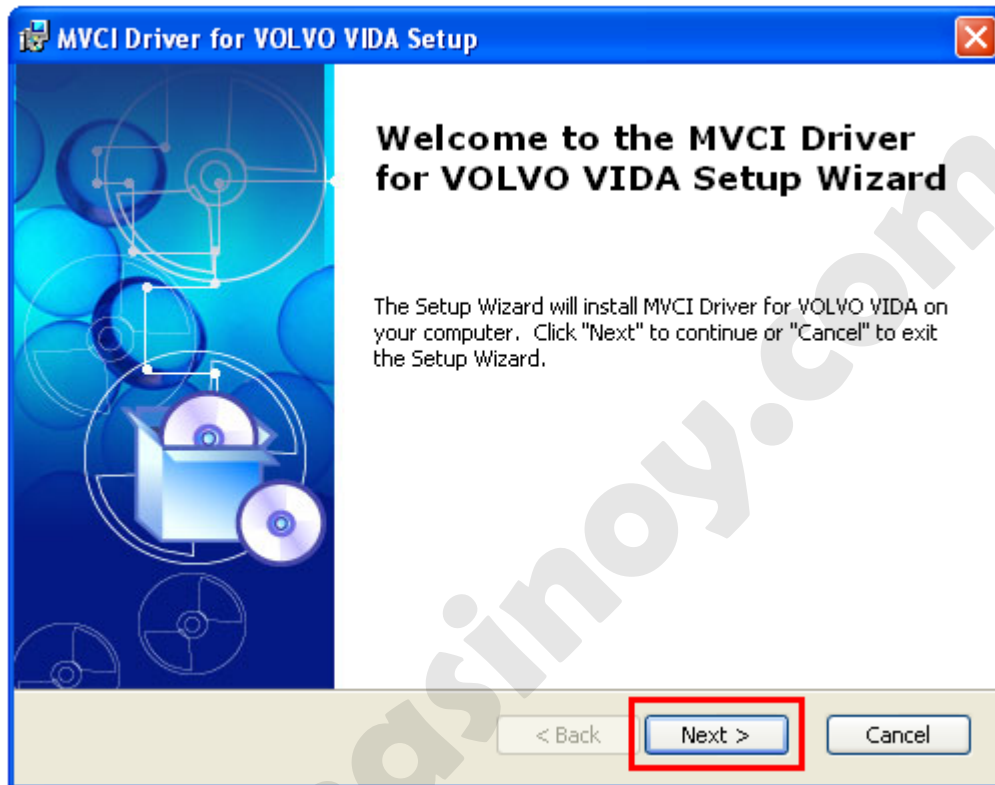 MVCI Driver for VOLVO VIDA Setup
Welcome to the MVCI Driver
for VOLVO VIDA Setup Wizard
The Setup Wizard will install MVCI Driver for VOLVO VIDA on
your computer. Click "Next" to continue or "Cancel" to exit
the Setup Wizard.
< Back
Next >
Cancel
asinoy.com